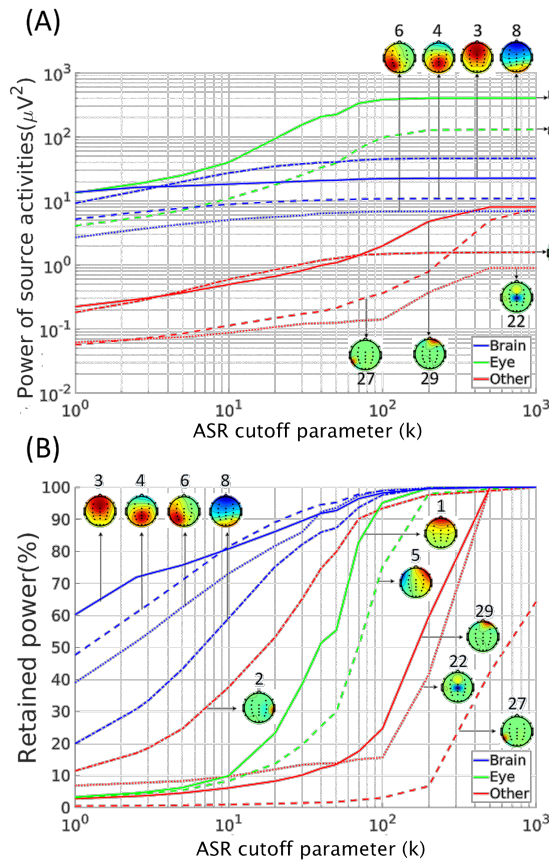 (A)
6 4 3 8
Power of source activities(μV²)
10³
10²
10¹
10⁰
10⁻¹
10⁻²
22
27 29
Brain
Eye
Other
10⁰ 10¹ 10² 10³
ASR cutoff parameter (k)
(B)
3 4 6 8
Retained power(%)
100
90
80
70
60
50
40
30
20
10
0
1
5
29
2
22
27
Brain
Eye
Other
10⁰ 10¹ 10² 10³
ASR cutoff parameter (k)